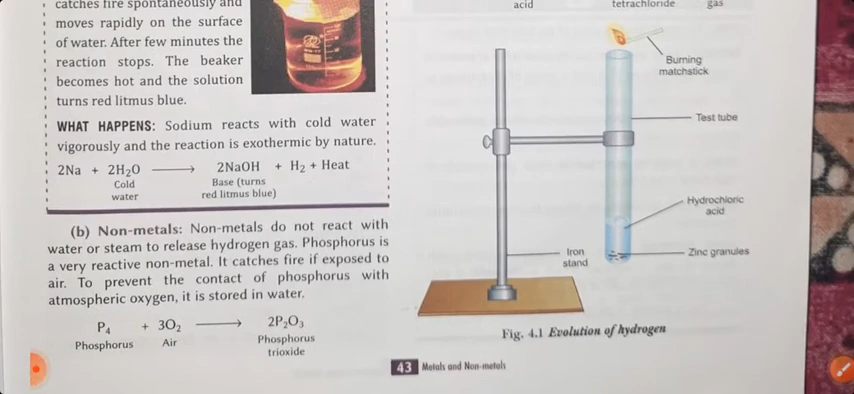 catches fire spontaneously and
moves rapidly on the surface
of water. After few minutes the
reaction stops. The beaker
becomes hot and the solution
turns red litmus blue.
WHAT HAPPENS: Sodium reacts with cold water
vigorously and the reaction is exothermic by nature.
2Na + 2H₂O ⟶ 2NaOH + H₂ + Heat
Cold Base (turns
water red litmus blue)
(b) Non-metals: Non-metals do not react with
water or steam to release hydrogen gas. Phosphorus is
a very reactive non-metal. It catches fire if exposed to
air. To prevent the contact of phosphorus with
atmospheric oxygen, it is stored in water.
P₄ + 3O₂ ⟶ 2P₂O₃
Phosphorus Air Phosphorus
trioxide
acid tetrachloride gas
Burning
matchstick
Test tube
Hydrochloric
acid
Iron
stand
Zinc granules
Fig. 4.1 Evolution of hydrogen
43 Metals and Non-metals